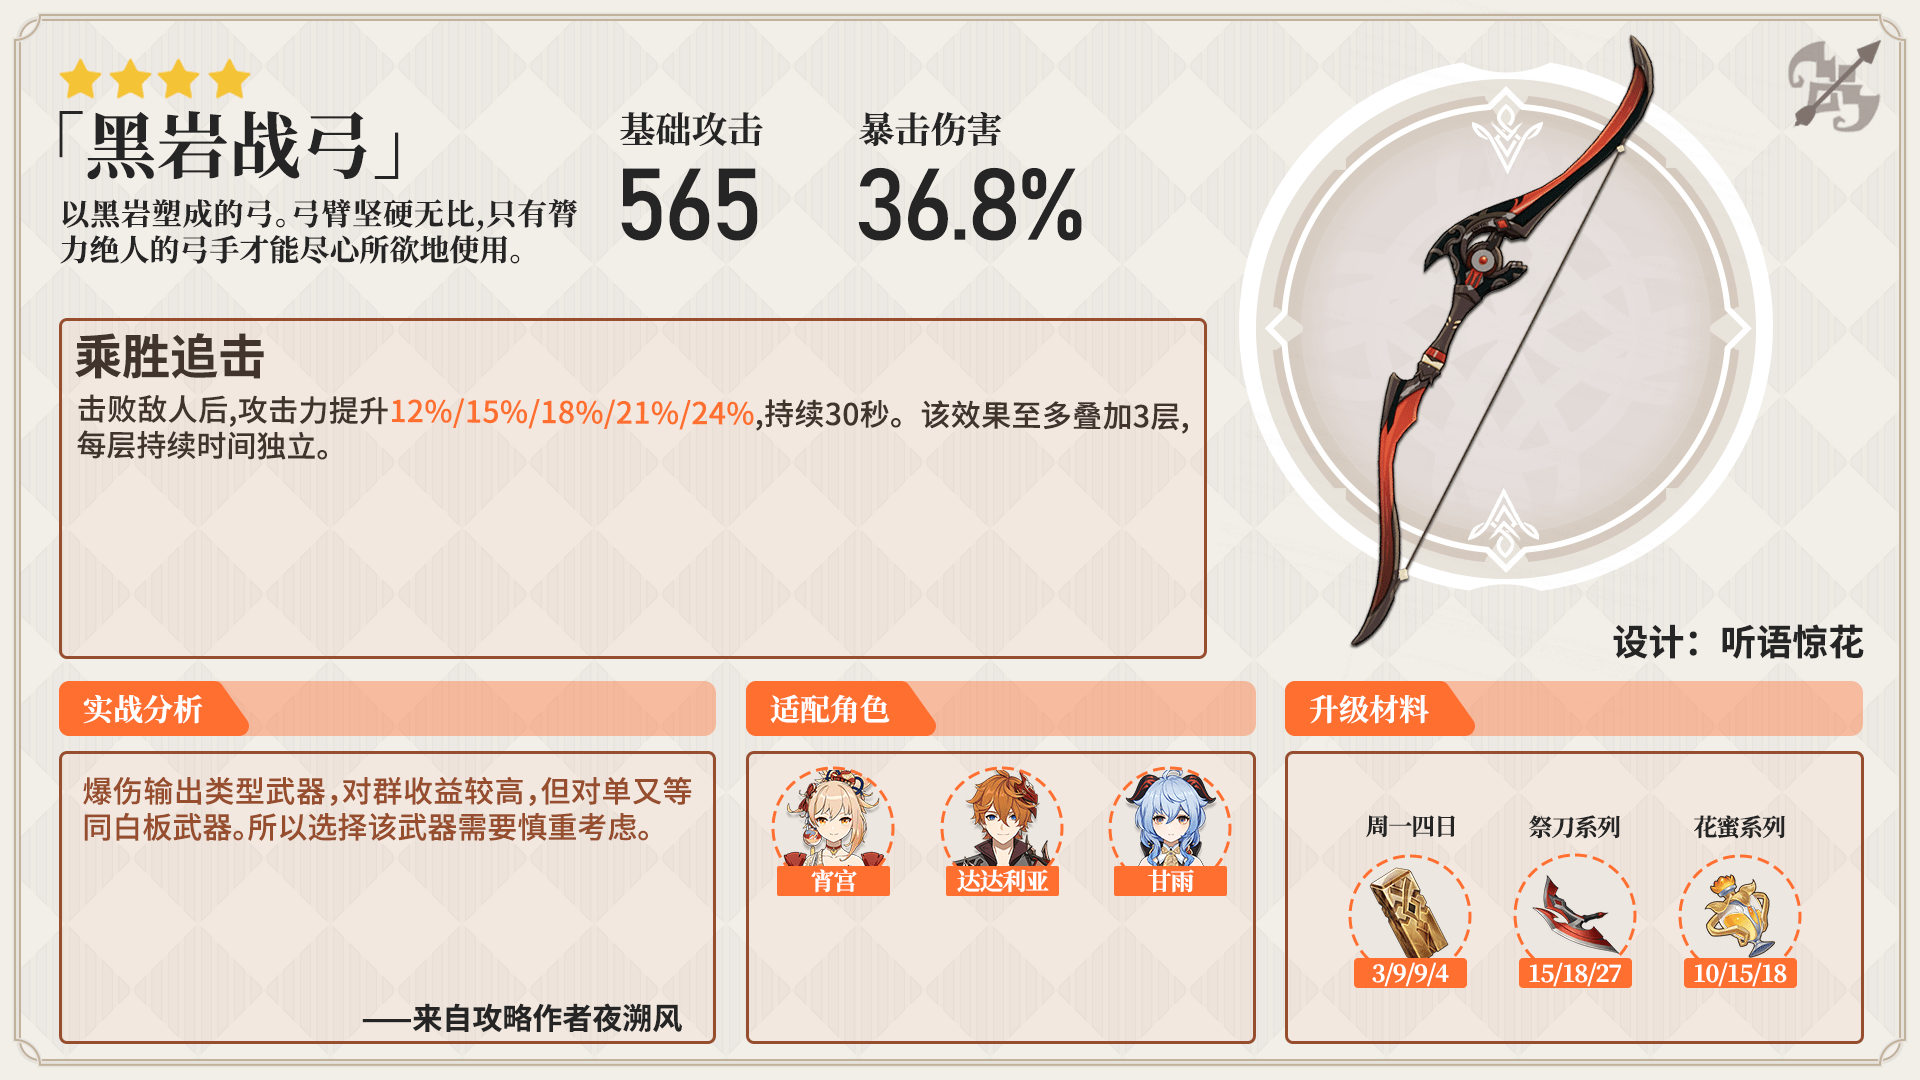 「黑岩战弓」
以黑岩塑成的弓。弓臂坚硬无比,只有膂
力绝人的弓手才能尽心所欲地使用。
基础攻击
565
暴击伤害
36.8%
乘胜追击
击败敌人后,攻击力提升12%/15%/18%/21%/24%,持续30秒。该效果至多叠加3层,
每层持续时间独立。
设计：听语惊花
实战分析
爆伤输出类型武器,对群收益较高,但对单又等
同白板武器。所以选择该武器需要慎重考虑。
——来自攻略作者夜溯风
适配角色
宵宫
达达利亚
甘雨
升级材料
周一四日
祭刀系列
花蜜系列
3/9/9/4
15/18/27
10/15/18